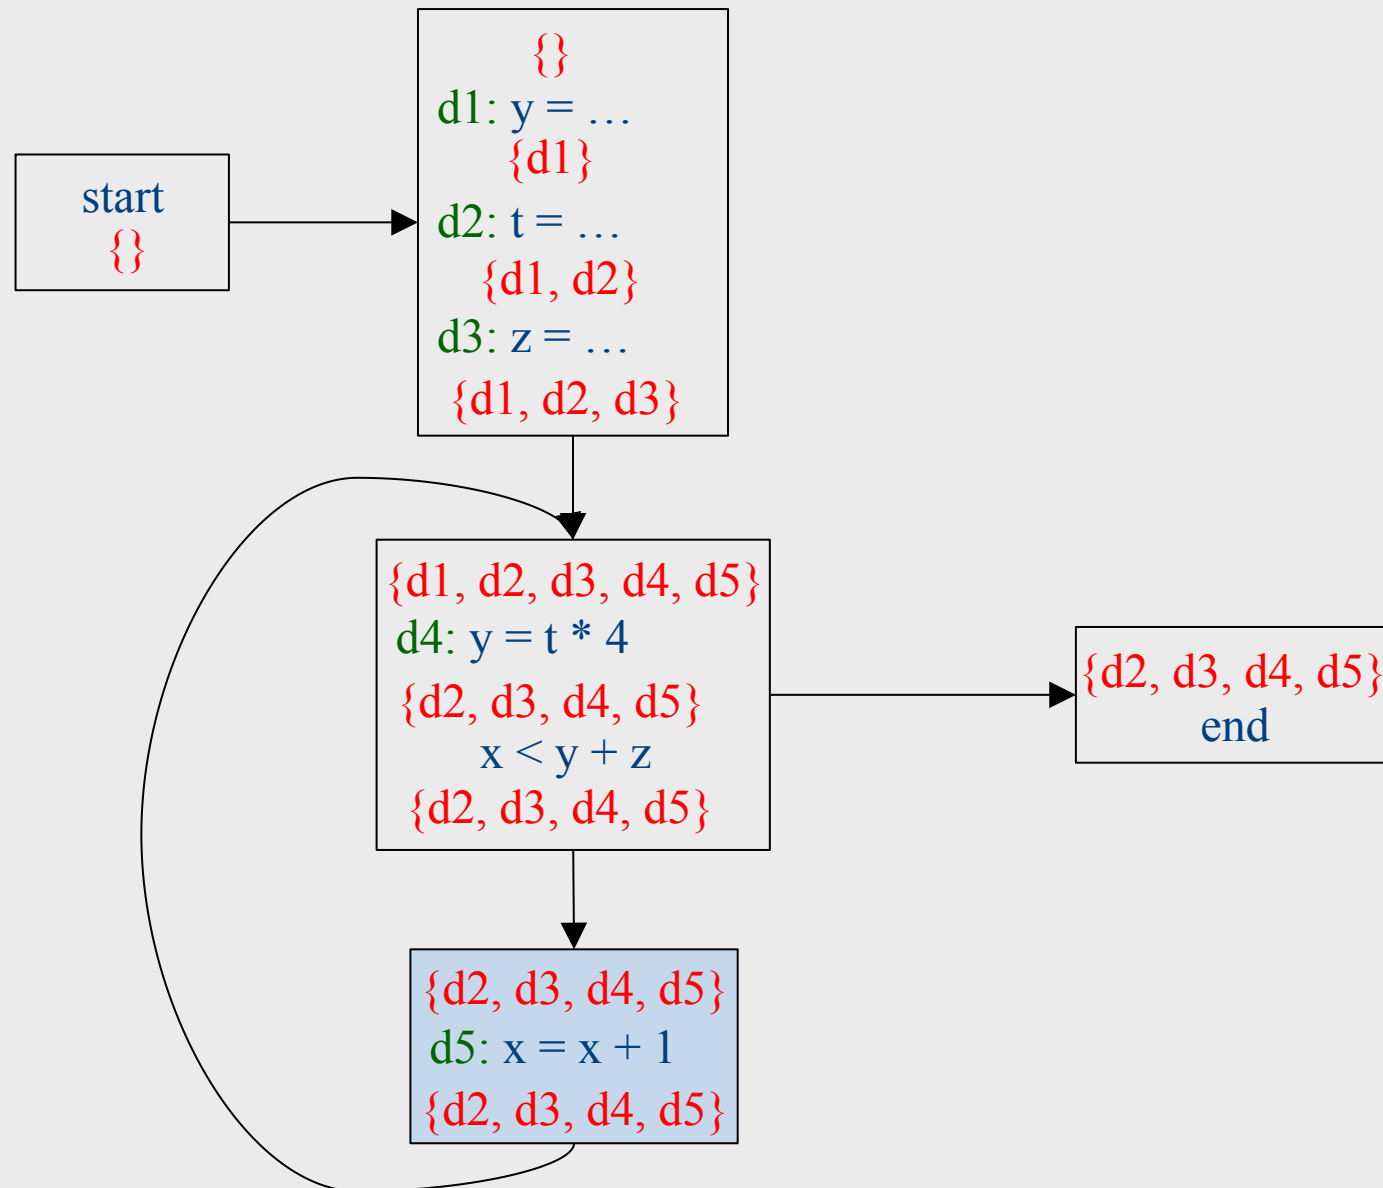 start
{}
{}
d1: y = …
{d1}
d2: t = …
{d1, d2}
d3: z = …
{d1, d2, d3}
{d1, d2, d3, d4, d5}
d4: y = t * 4
{d2, d3, d4, d5}
x < y + z
{d2, d3, d4, d5}
{d2, d3, d4, d5}
end
{d2, d3, d4, d5}
d5: x = x + 1
{d2, d3, d4, d5}